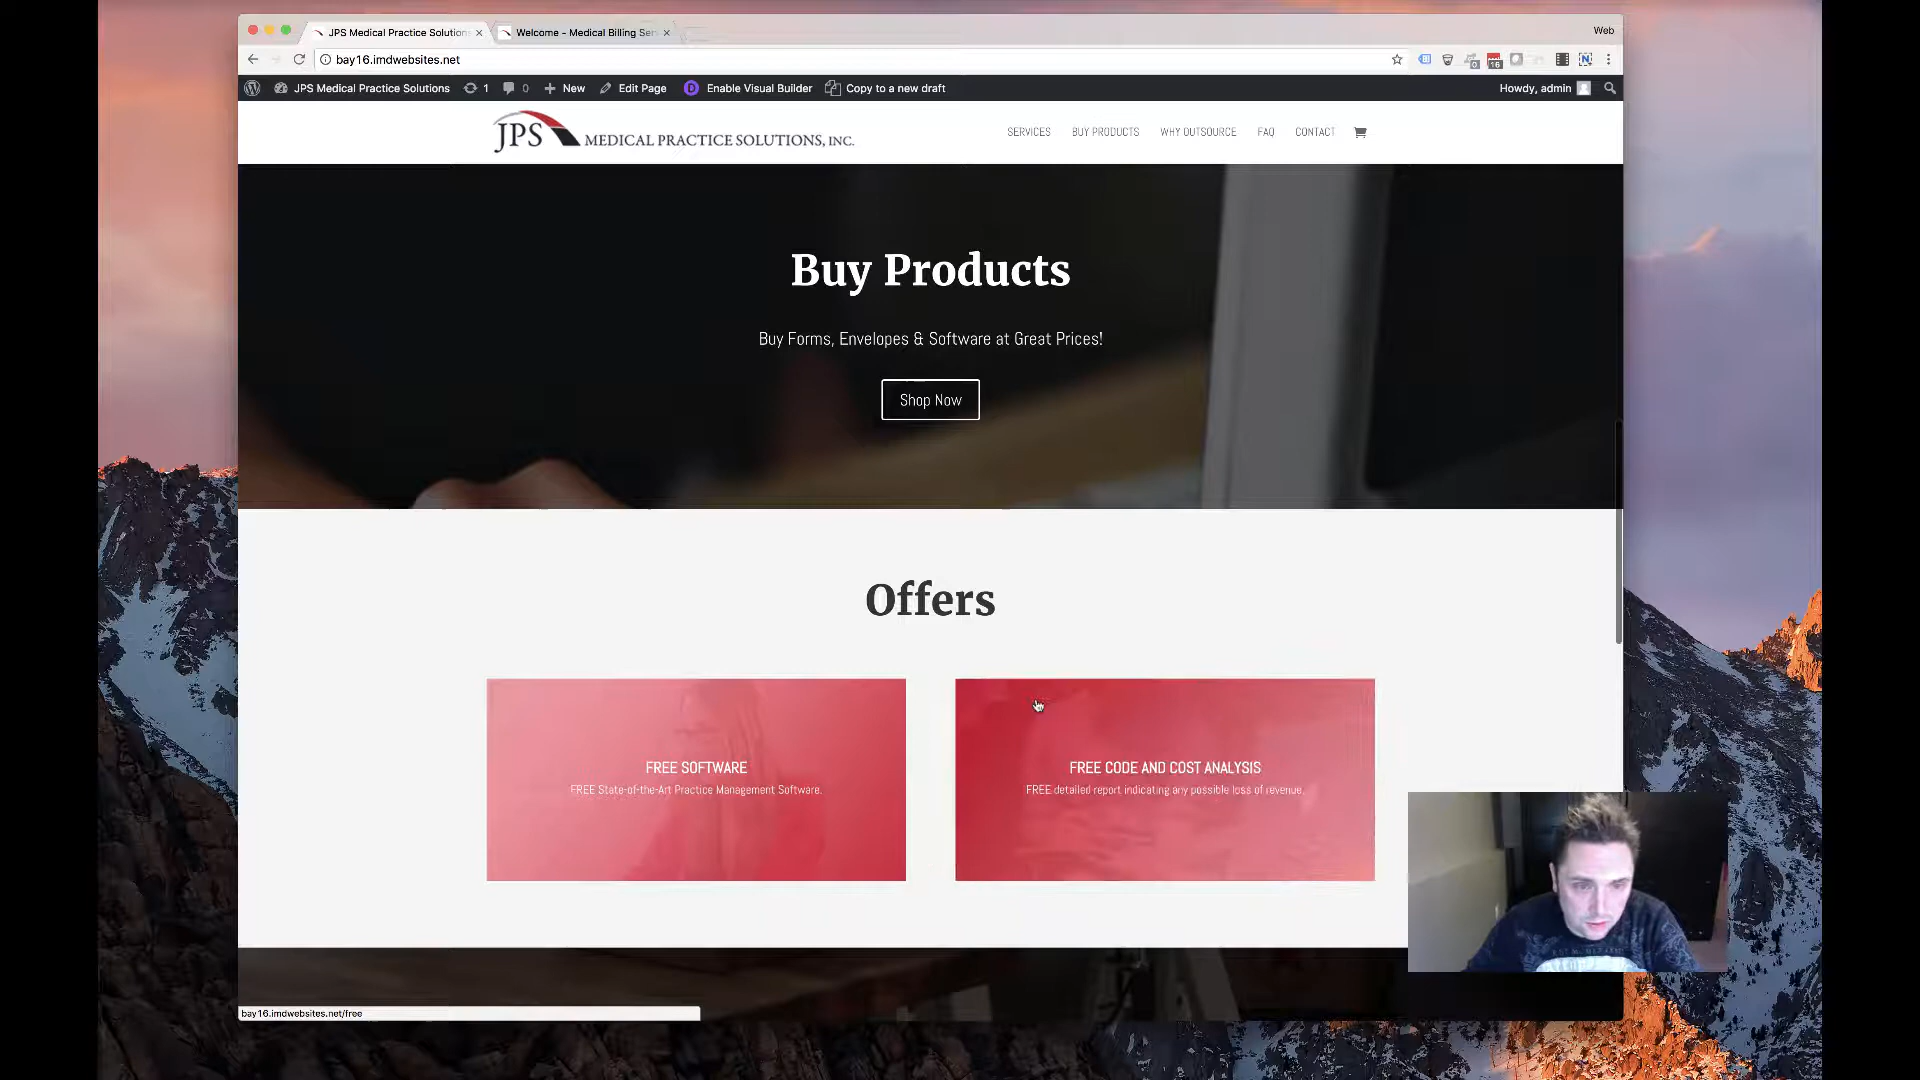 JPS Medical Practice Solution
Welcome - Medical Billing Ser
Web
bay16.imdwebsites.net
0
16
N
JPS Medical Practice Solutions
1
0
New
Edit Page
D
Enable Visual Builder
Copy to a new draft
Howdy, admin
JPS MEDICAL PRACTICE SOLUTIONS, INC.
SERVICES
BUY PRODUCTS
WHY OUTSOURCE
FAQ
CONTACT
Buy Products
Buy Forms, Envelopes & Software at Great Prices!
Shop Now
Offers
FREE SOFTWARE
FREE State-of-the-Art Practice Management Software.
FREE CODE AND COST ANALYSIS
FREE detailed report indicating any possible loss of revenue.
bay16.imdwebsites.net/free